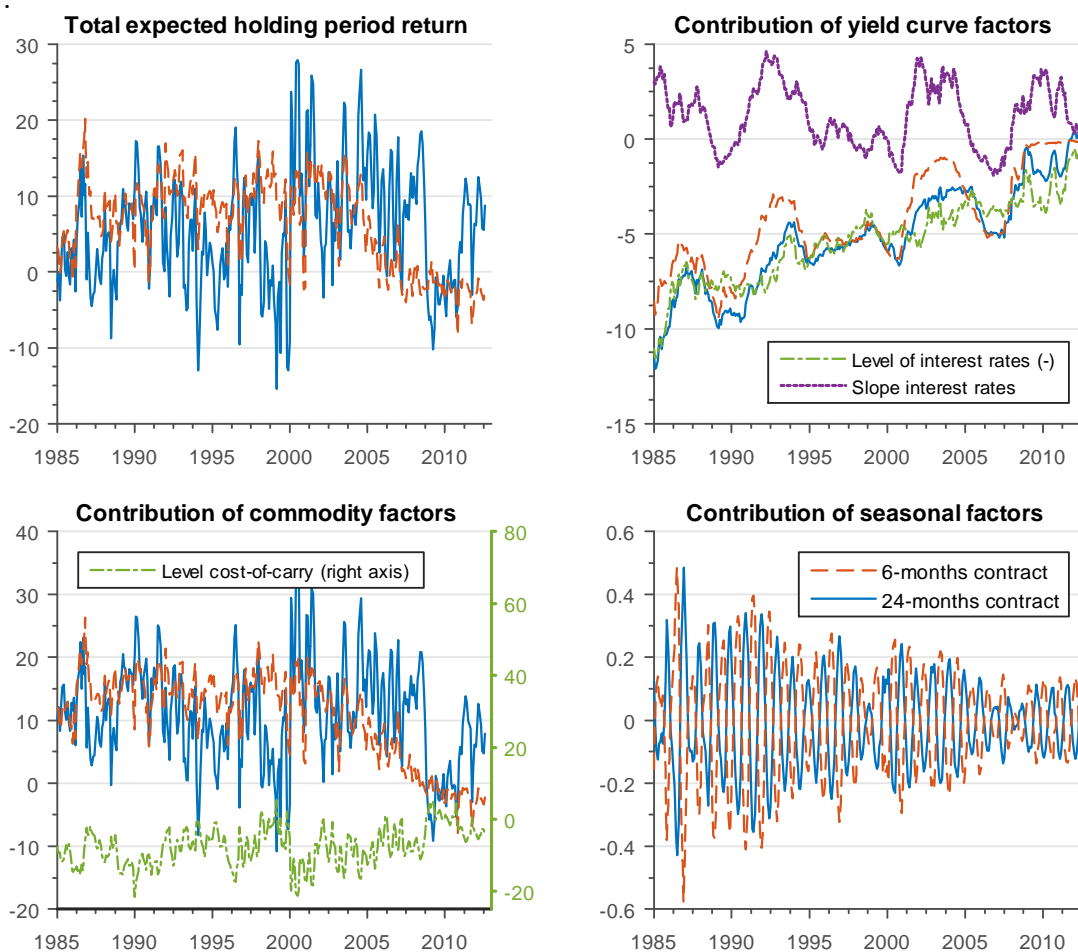 .
Total expected holding period return
30
20
10
0
-10
-20
1985 1990 1995 2000 2005 2010
Contribution of yield curve factors
5
0
-5
-10
-15
Level of interest rates (-)
Slope interest rates
1985 1990 1995 2000 2005 2010
Contribution of commodity factors
40
30
20
10
0
-10
-20
Level cost-of-carry (right axis)
80
60
40
20
0
-20
1985 1990 1995 2000 2005 2010
Contribution of seasonal factors
0.6
0.4
0.2
0
-0.2
-0.4
-0.6
6-months contract
24-months contract
1985 1990 1995 2000 2005 2010